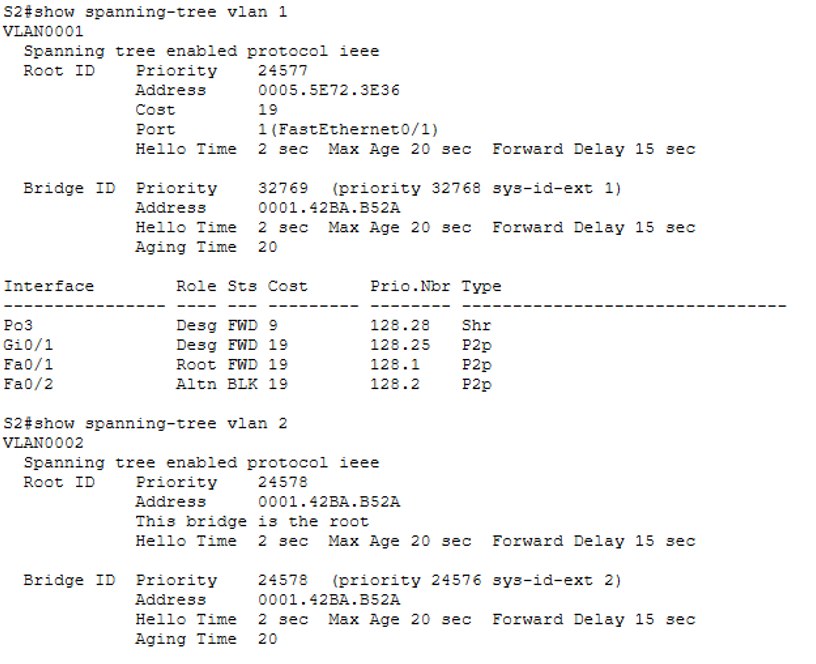 S2#show spanning-tree vlan 1
VLAN0001
  Spanning tree enabled protocol ieee
  Root ID    Priority    24577
             Address     0005.5E72.3E36
             Cost        19
             Port        1(FastEthernet0/1)
             Hello Time  2 sec  Max Age 20 sec  Forward Delay 15 sec

  Bridge ID  Priority    32769  (priority 32768 sys-id-ext 1)
             Address     0001.42BA.B52A
             Hello Time  2 sec  Max Age 20 sec  Forward Delay 15 sec
             Aging Time  20

Interface        Role Sts Cost      Prio.Nbr Type
---------------- ---- --- --------- -------- --------------------------------
Po3              Desg FWD 9         128.28   Shr
Gi0/1            Desg FWD 19        128.25   P2p
Fa0/1            Root FWD 19        128.1    P2p
Fa0/2            Altn BLK 19        128.2    P2p

S2#show spanning-tree vlan 2
VLAN0002
  Spanning tree enabled protocol ieee
  Root ID    Priority    24578
             Address     0001.42BA.B52A
             This bridge is the root
             Hello Time  2 sec  Max Age 20 sec  Forward Delay 15 sec

  Bridge ID  Priority    24578  (priority 24576 sys-id-ext 2)
             Address     0001.42BA.B52A
             Hello Time  2 sec  Max Age 20 sec  Forward Delay 15 sec
             Aging Time  20